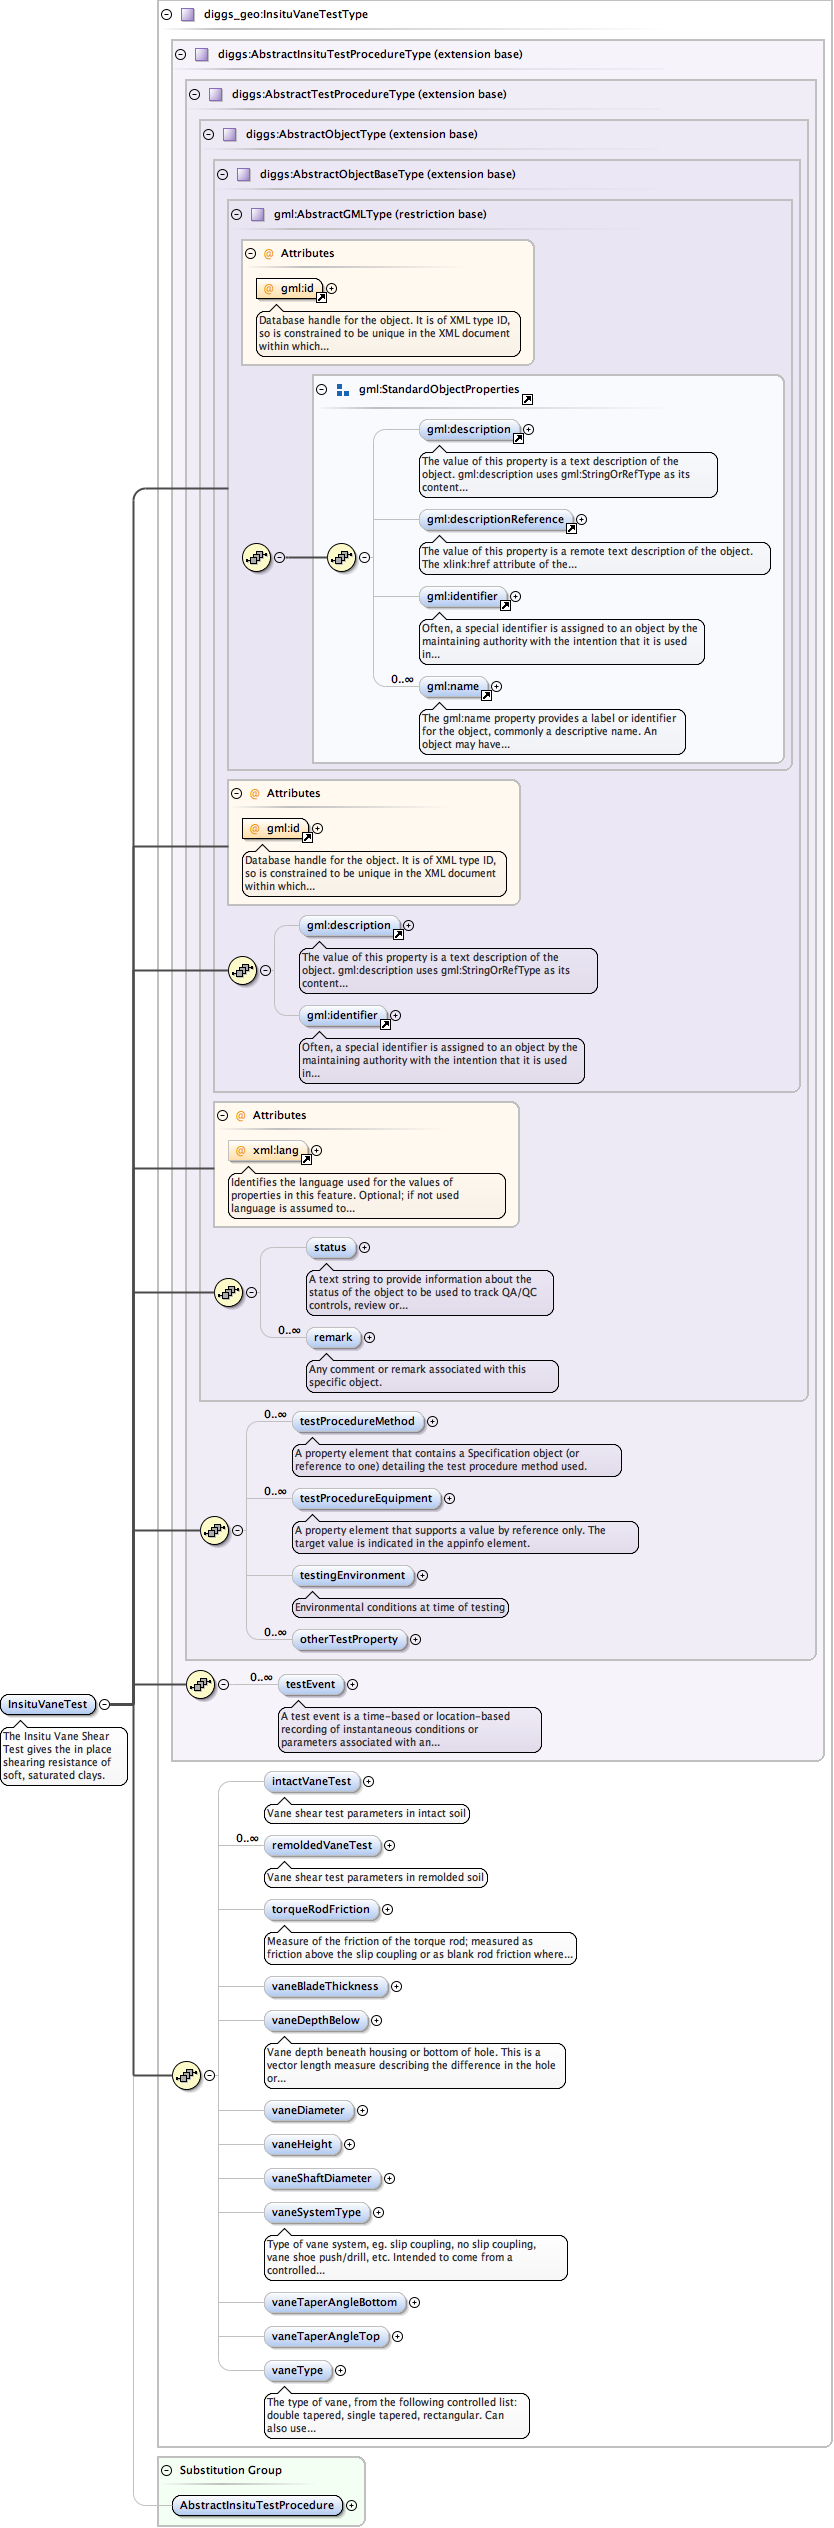 diggs_geo:InsituVaneTestType
diggs:AbstractInsituTestProcedureType (extension base)
diggs:AbstractTestProcedureType (extension base)
diggs:AbstractObjectType (extension base)
diggs:AbstractObjectBaseType (extension base)
gml:AbstractGMLType (restriction base)
@ Attributes
@ gml:id
Database handle for the object. It is of XML type ID,
so is constrained to be unique in the XML document
within which...
gml:StandardObjectProperties
gml:description
The value of this property is a text description of the
object. gml:description uses gml:StringOrRefType as its
content...
gml:descriptionReference
The value of this property is a remote text description of the object.
The xlink:href attribute of the...
gml:identifier
Often, a special identifier is assigned to an object by the
maintaining authority with the intention that it is used
in...
0..∞
gml:name
The gml:name property provides a label or identifier
for the object, commonly a descriptive name. An
object may have...
@ Attributes
@ gml:id
Database handle for the object. It is of XML type ID,
so is constrained to be unique in the XML document
within which...
gml:description
The value of this property is a text description of the
object. gml:description uses gml:StringOrRefType as its
content...
gml:identifier
Often, a special identifier is assigned to an object by the
maintaining authority with the intention that it is used
in...
@ Attributes
@ xml:lang
Identifies the language used for the values of
properties in this feature. Optional; if not used
language is assumed to...
status
A text string to provide information about the
status of the object to be used to track QA/QC
controls, review or...
0..∞
remark
Any comment or remark associated with this
specific object.
0..∞
testProcedureMethod
A property element that contains a Specification object (or
reference to one) detailing the test procedure method used.
0..∞
testProcedureEquipment
A property element that supports a value by reference only. The
target value is indicated in the appinfo element.
testingEnvironment
Environmental conditions at time of testing
0..∞
otherTestProperty
0..∞
testEvent
A test event is a time-based or location-based
recording of instantaneous conditions or
parameters associated with an...
InsituVaneTest
The Insitu Vane Shear
Test gives the in place
shearing resistance of
soft, saturated clays.
intactVaneTest
Vane shear test parameters in intact soil
0..∞
remoldedVaneTest
Vane shear test parameters in remolded soil
torqueRodFriction
Measure of the friction of the torque rod; measured as
friction above the slip coupling or as blank rod friction where...
vaneBladeThickness
vaneDepthBelow
Vane depth beneath housing or bottom of hole. This is a
vector length measure describing the difference in the hole
or...
vaneDiameter
vaneHeight
vaneShaftDiameter
vaneSystemType
Type of vane system, eg. slip coupling, no slip coupling,
vane shoe push/drill, etc. Intended to come from a
controlled...
vaneTaperAngleBottom
vaneTaperAngleTop
vaneType
The type of vane, from the following controlled list:
double tapered, single tapered, rectangular. Can
also use...
Substitution Group
AbstractInsituTestProcedure